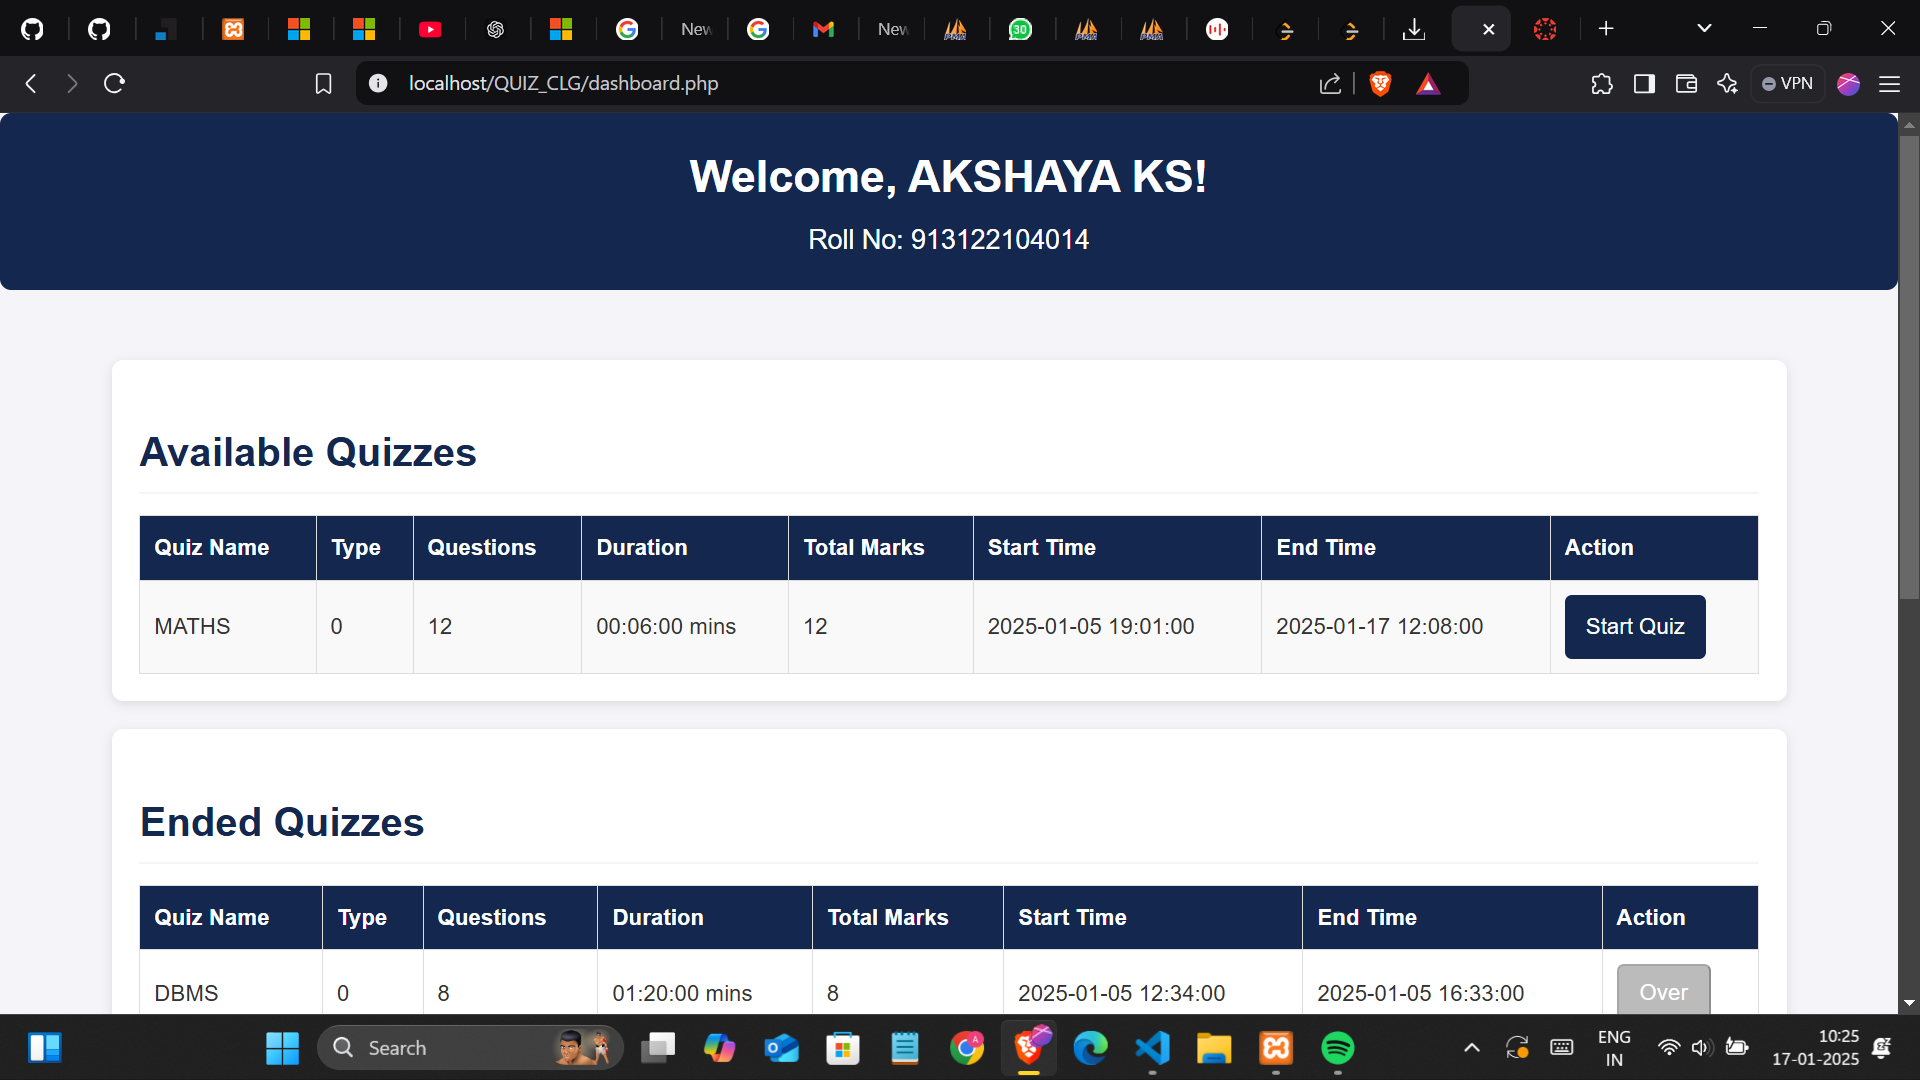 New
New
30
localhost/QUIZ_CLG/dashboard.php
VPN
Welcome, AKSHAYA KS!
Roll No: 913122104014
Available Quizzes
Quiz Name Type Questions Duration Total Marks Start Time End Time Action
MATHS 0 12 00:06:00 mins 12 2025-01-05 19:01:00 2025-01-17 12:08:00 Start Quiz
Ended Quizzes
Quiz Name Type Questions Duration Total Marks Start Time End Time Action
DBMS 0 8 01:20:00 mins 8 2025-01-05 12:34:00 2025-01-05 16:33:00 Over
Search
ENG
IN
10:25
17-01-2025